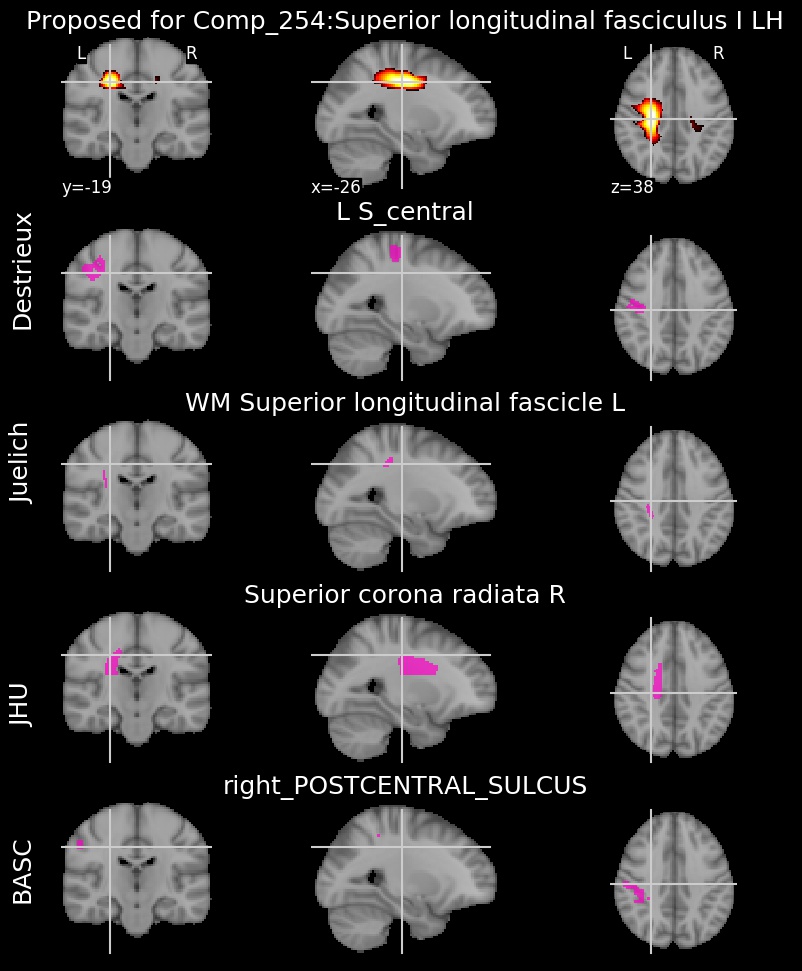 Proposed for Comp_254:Superior longitudinal fasciculus I LH
L R L R
y=-19 x=-26 z=38
L S_central
Destrieux
WM Superior longitudinal fascicle L
Juelich
Superior corona radiata R
JHU
right_POSTCENTRAL_SULCUS
BASC